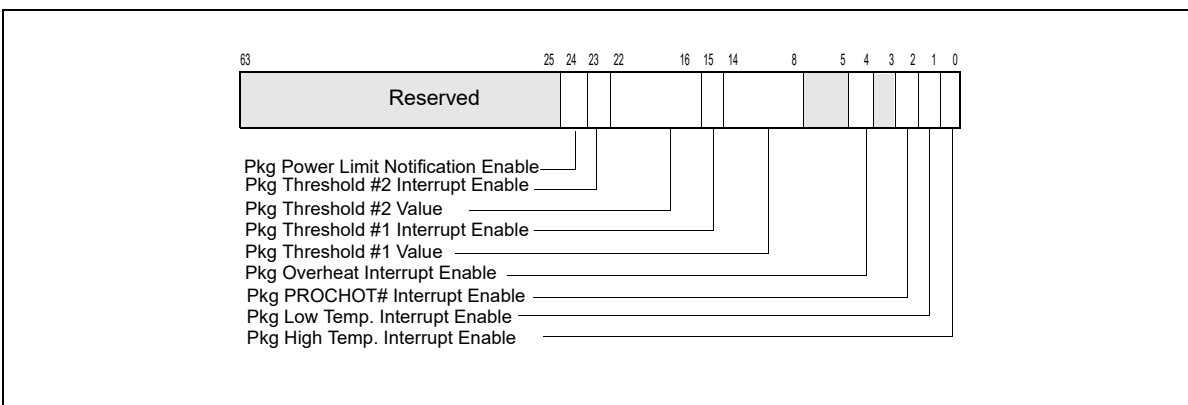 63 25 24 23 22 16 15 14 8 5 4 3 2 1 0
Reserved
Pkg Power Limit Notification Enable
Pkg Threshold #2 Interrupt Enable
Pkg Threshold #2 Value
Pkg Threshold #1 Interrupt Enable
Pkg Threshold #1 Value
Pkg Overheat Interrupt Enable
Pkg PROCHOT# Interrupt Enable
Pkg Low Temp. Interrupt Enable
Pkg High Temp. Interrupt Enable